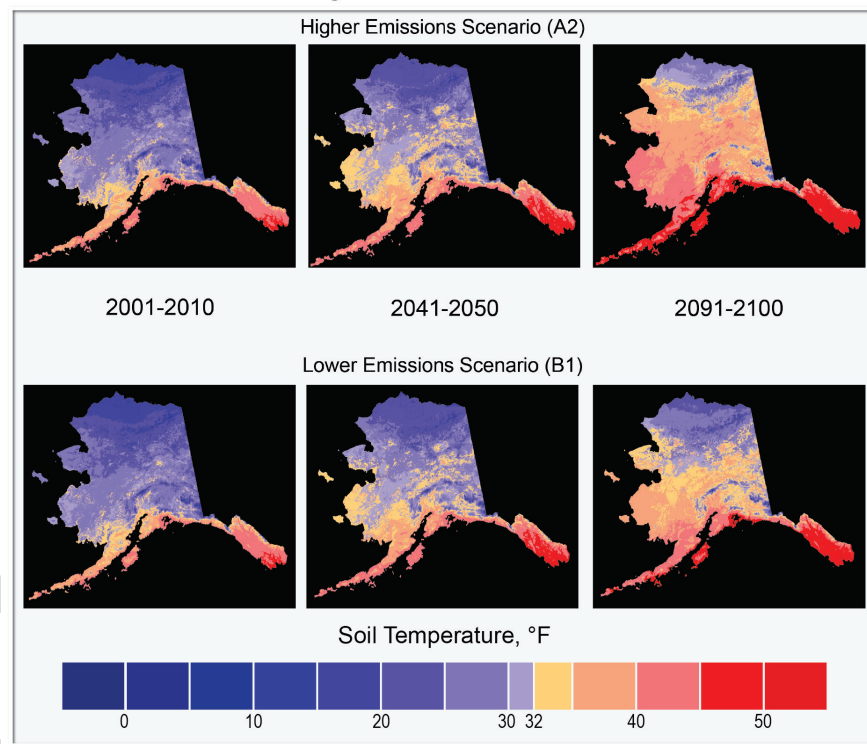 Higher Emissions Scenario (A2)
2001-2010 2041-2050 2091-2100
Lower Emissions Scenario (B1)
Soil Temperature, °F
0 10 20 30 32 40 50